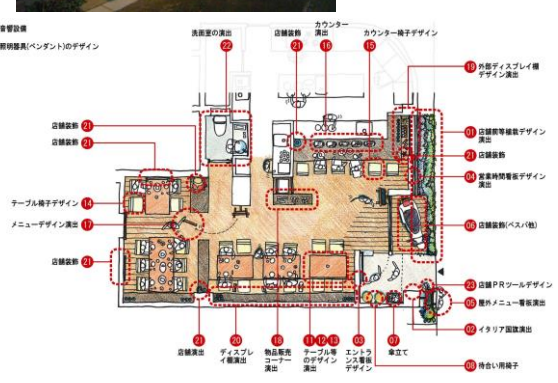 音響設備
照明器具(ペンダント)のデザイン
洗面室の演出
22
店舗装飾
21
カウンター
演出
16
カウンター椅子デザイン
15
19 外部ディスプレイ棚
デザイン演出
01 店舗前等植栽デザイン
演出
21 店舗装飾
04 営業時間看板デザイン
演出
06 店舗装飾(ベスパ他)
23 店舗PRツールデザイン
05 屋外メニュー看板演出
02 イタリア国旗演出
08 待合い用椅子
店舗装飾 21
店舗装飾 21
テーブル椅子デザイン 14
メニューデザイン演出 17
店舗装飾 21
21
店舗演出
20
ディスプレ
イ棚演出
18
物品販売
コーナー
演出
11 12 13
テーブル等
のデザイン
演出
03
エントラ
ンス看板
デザイン
07
傘立て